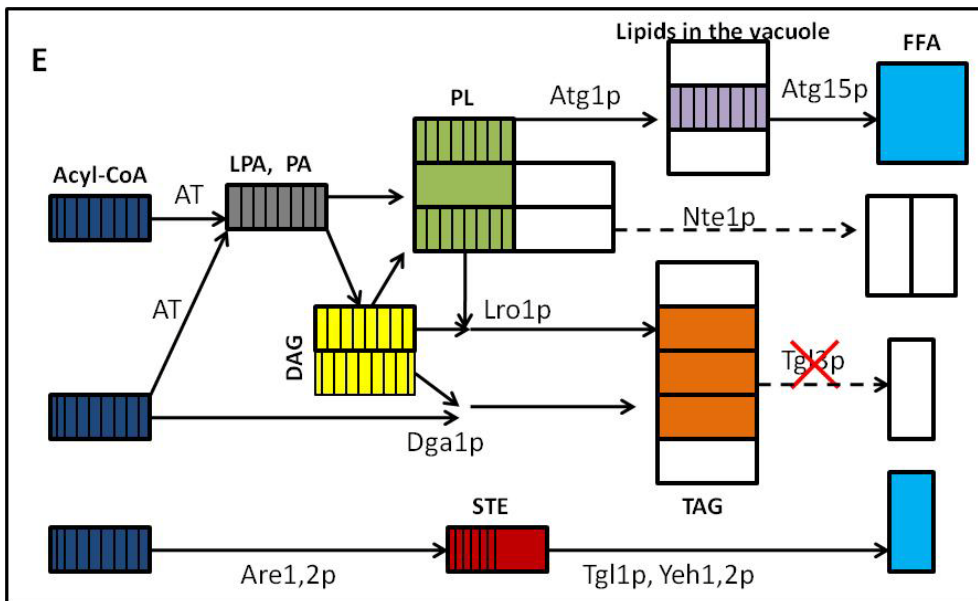 E
Lipids in the vacuole
FFA
PL
Atg1p
Atg15p
Acyl-CoA
LPA, PA
AT
Nte1p
AT
DAG
Lro1p
Tgl3p
Dga1p
STE
TAG
Are1,2p
Tgl1p, Yeh1,2p